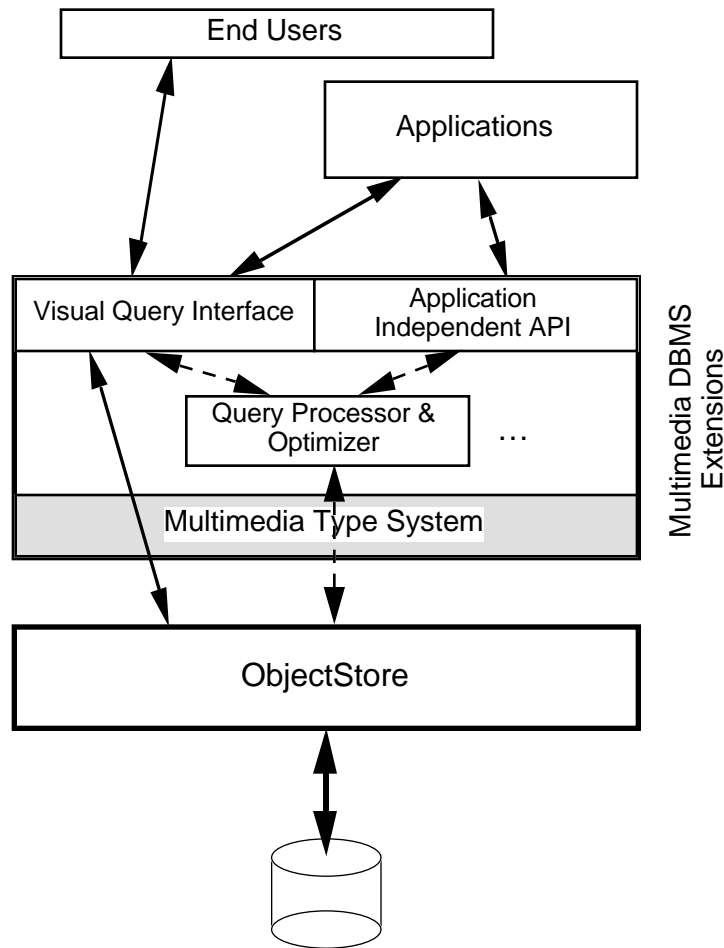 End Users
Applications
Visual Query Interface
Application
Independent API
Query Processor &
Optimizer
...
Multimedia Type System
Multimedia DBMS
Extensions
ObjectStore